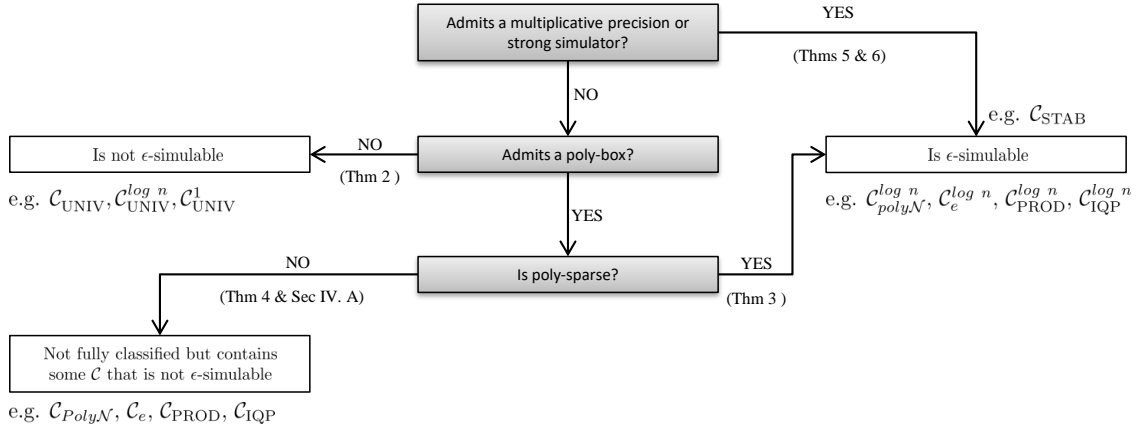 Admits a multiplicative precision or
strong simulator?
YES
(Thms 5 & 6)
NO
e.g. 𝒞_STAB
Is not ϵ-simulable
NO
(Thm 2 )
Admits a poly-box?
Is ϵ-simulable
e.g. 𝒞_UNIV, 𝒞_UNIV^{log n}, 𝒞_UNIV^1
e.g. 𝒞_{poly𝒩}^{log n}, 𝒞_e^{log n}, 𝒞_PROD^{log n}, 𝒞_IQP^{log n}
YES
NO
(Thm 4 & Sec IV. A)
Is poly-sparse?
YES
(Thm 3 )
Not fully classified but contains
some 𝒞 that is not ϵ-simulable
e.g. 𝒞_{Poly𝒩}, 𝒞_e, 𝒞_PROD, 𝒞_IQP